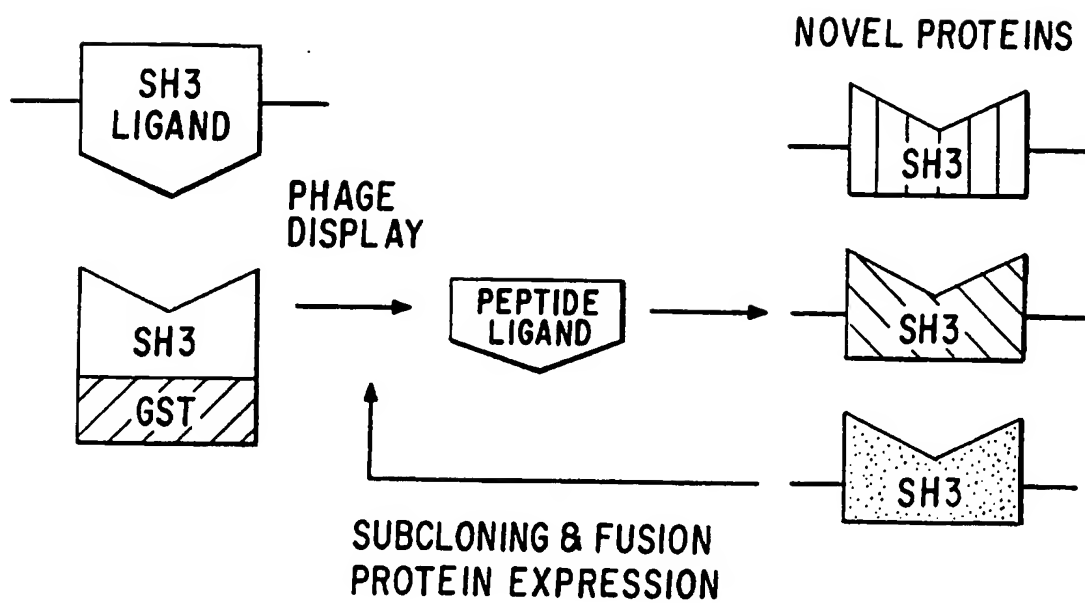 NOVEL PROTEINS
SH3
LIGAND
SH3
PHAGE
DISPLAY
SH3
GST
PEPTIDE
LIGAND
SH3
SH3
SUBCLONING & FUSION
PROTEIN EXPRESSION